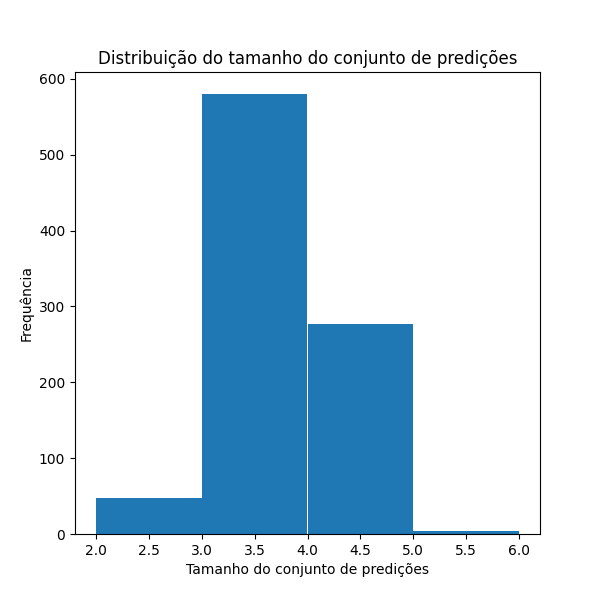 Distribuição do tamanho do conjunto de predições
600
500
400
300
200
100
0
Frequência
2.0 2.5 3.0 3.5 4.0 4.5 5.0 5.5 6.0
Tamanho do conjunto de predições